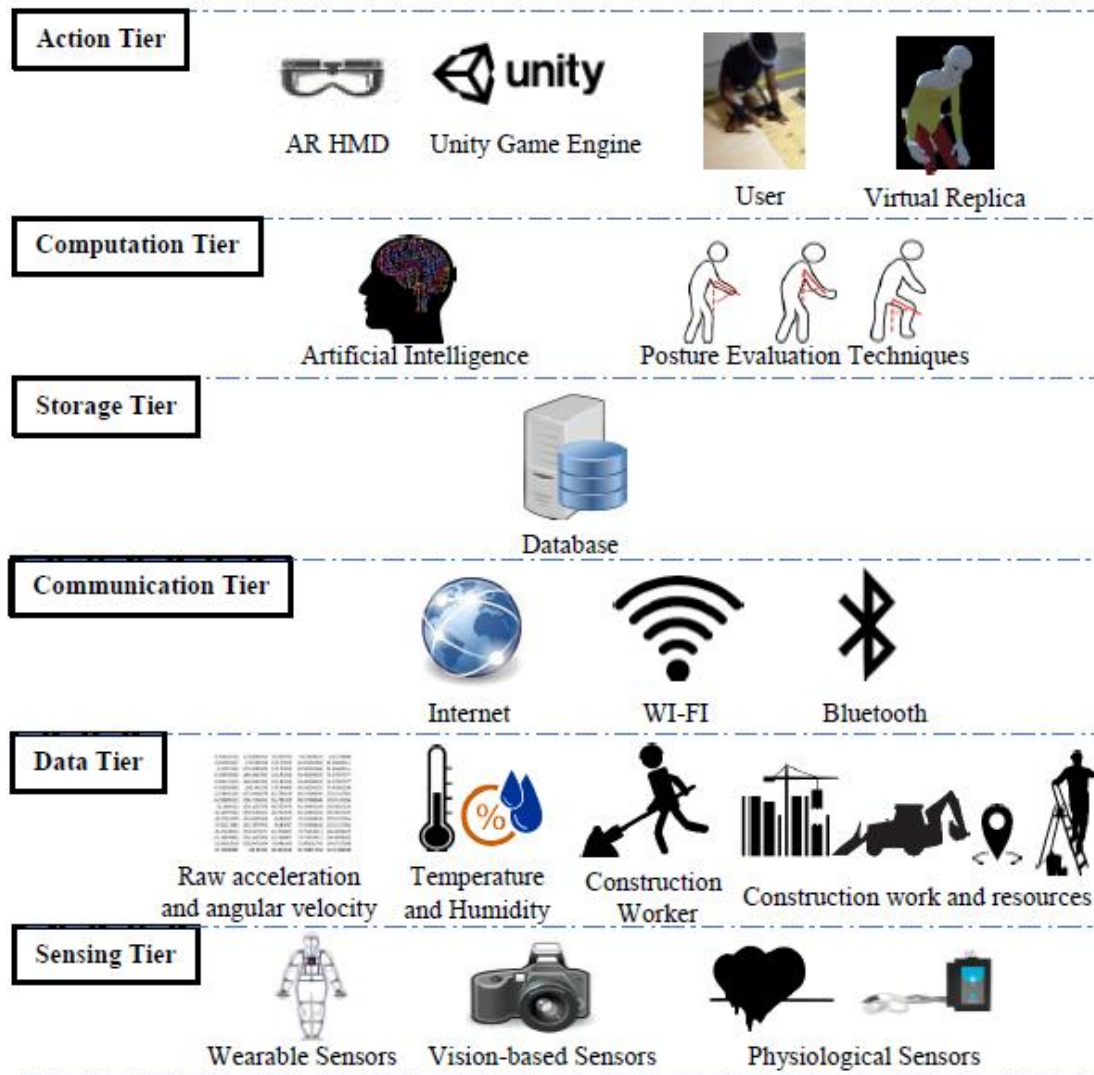 Action Tier
unity
AR HMD
Unity Game Engine
User
Virtual Replica
Computation Tier
Artificial Intelligence
Posture Evaluation Techniques
Storage Tier
Database
Communication Tier
Internet
WI-FI
Bluetooth
Data Tier
%
Raw acceleration
and angular velocity
Temperature
and Humidity
Construction
Worker
Construction work and resources
Sensing Tier
Wearable Sensors
Vision-based Sensors
Physiological Sensors